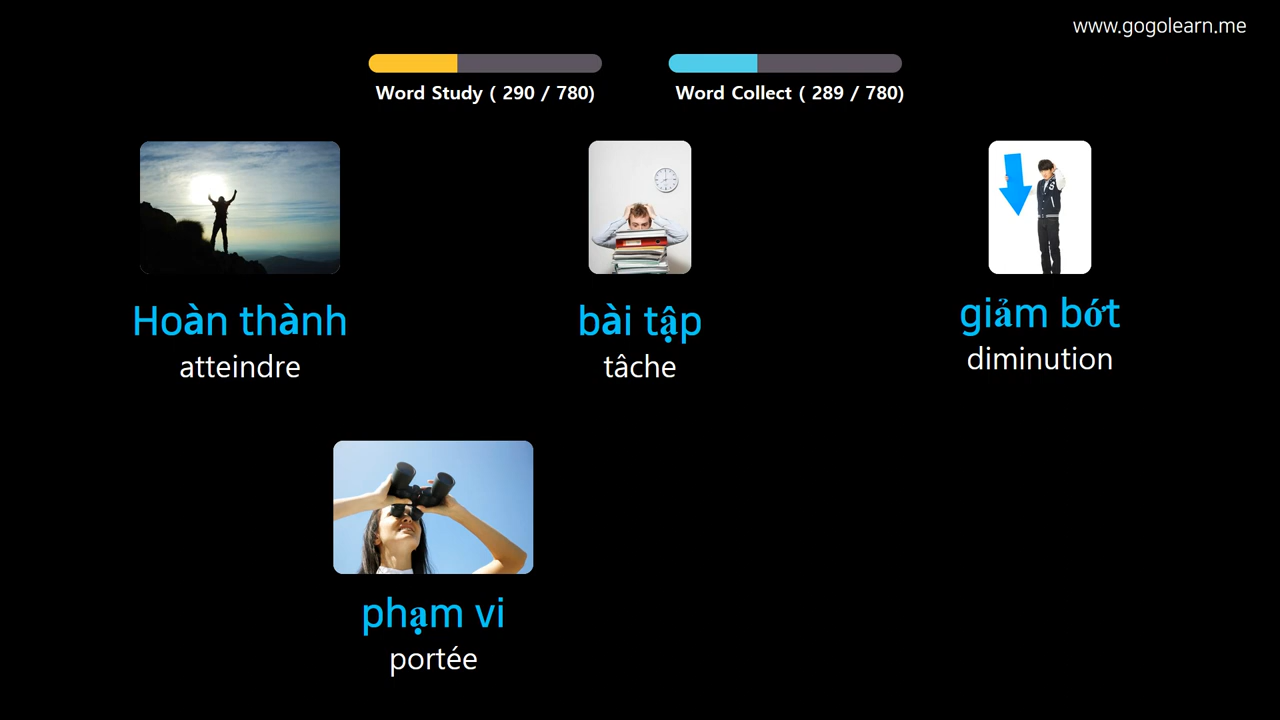 www.gogolearn.me
Word Study ( 290 / 780)
Word Collect ( 289 / 780)
Hoàn thành
atteindre
bài tập
tâche
giảm bớt
diminution
phạm vi
portée